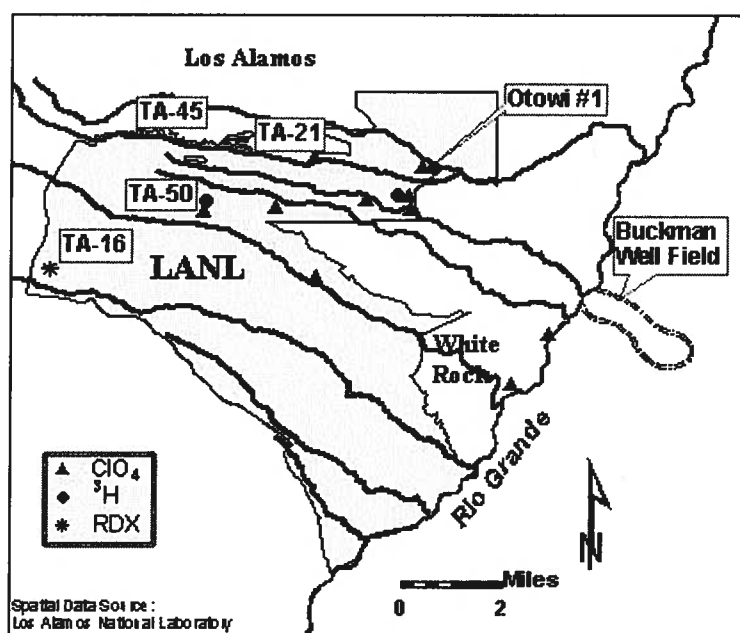 Los Alamos
TA-45
TA-21
Otowi #1
TA-50
TA-16
LANL
Buckman
Well Field
White
Rock
Rio Grande
ClO4
3H
RDX
N
Miles
0 2
Spatial Data Source:
Los Alamos National Laboratory